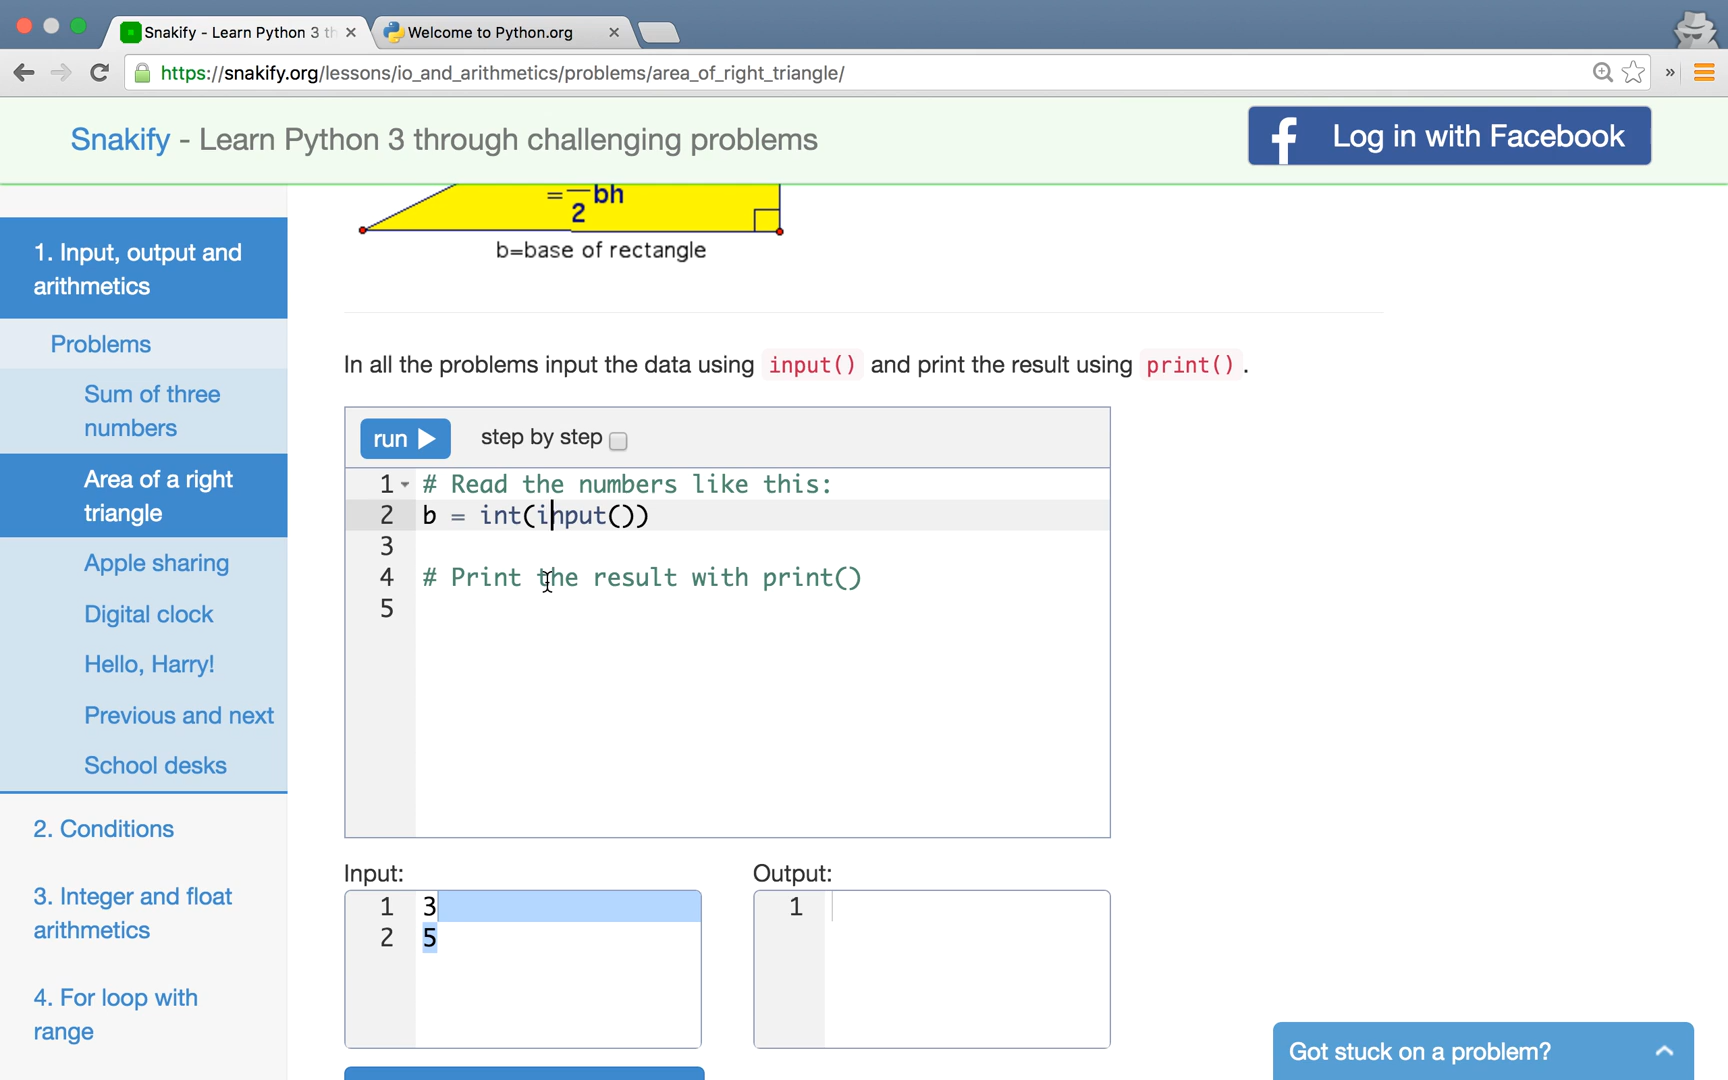 Snakify - Learn Python 3 th
Welcome to Python.org
https://snakify.org/lessons/io_and_arithmetics/problems/area_of_right_triangle/
Snakify - Learn Python 3 through challenging problems
Log in with Facebook
1. Input, output and
arithmetics
Problems
Sum of three
numbers
Area of a right
triangle
Apple sharing
Digital clock
Hello, Harry!
Previous and next
School desks
2. Conditions
3. Integer and float
arithmetics
4. For loop with
range
= bh
2
b=base of rectangle
In all the problems input the data using input() and print the result using print().
run step by step
1 # Read the numbers like this:
2 b = int(input())
3
4 # Print the result with print()
5
Input:
1 3
2 5
Output:
1
Got stuck on a problem?